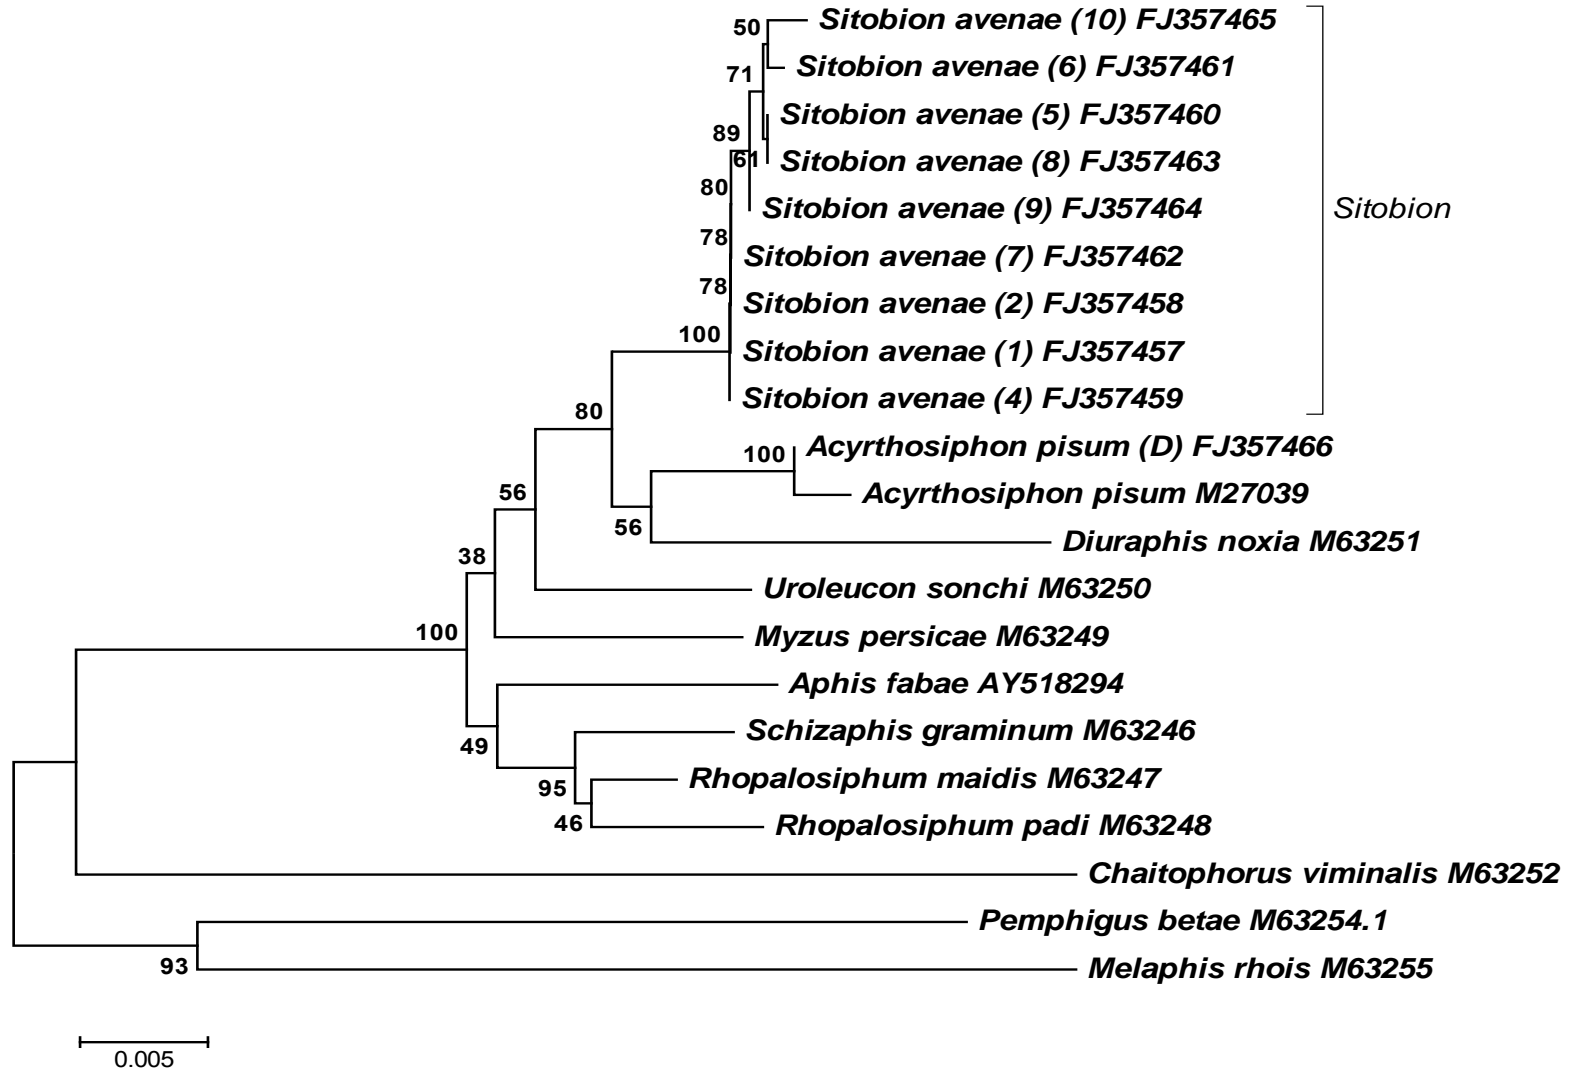 50
Sitobion avenae (10) FJ357465
Sitobion avenae (6) FJ357461
71
Sitobion avenae (5) FJ357460
89
61
Sitobion avenae (8) FJ357463
80
Sitobion avenae (9) FJ357464
Sitobion
78
Sitobion avenae (7) FJ357462
78
Sitobion avenae (2) FJ357458
100
Sitobion avenae (1) FJ357457
Sitobion avenae (4) FJ357459
80
Acyrthosiphon pisum (D) FJ357466
100
Acyrthosiphon pisum M27039
56
56
Diuraphis noxia M63251
38
Uroleucon sonchi M63250
100
Myzus persicae M63249
Aphis fabae AY518294
49
Schizaphis graminum M63246
95
Rhopalosiphum maidis M63247
46
Rhopalosiphum padi M63248
Chaitophorus viminalis M63252
Pemphigus betae M63254.1
93
Melaphis rhois M63255
0.005